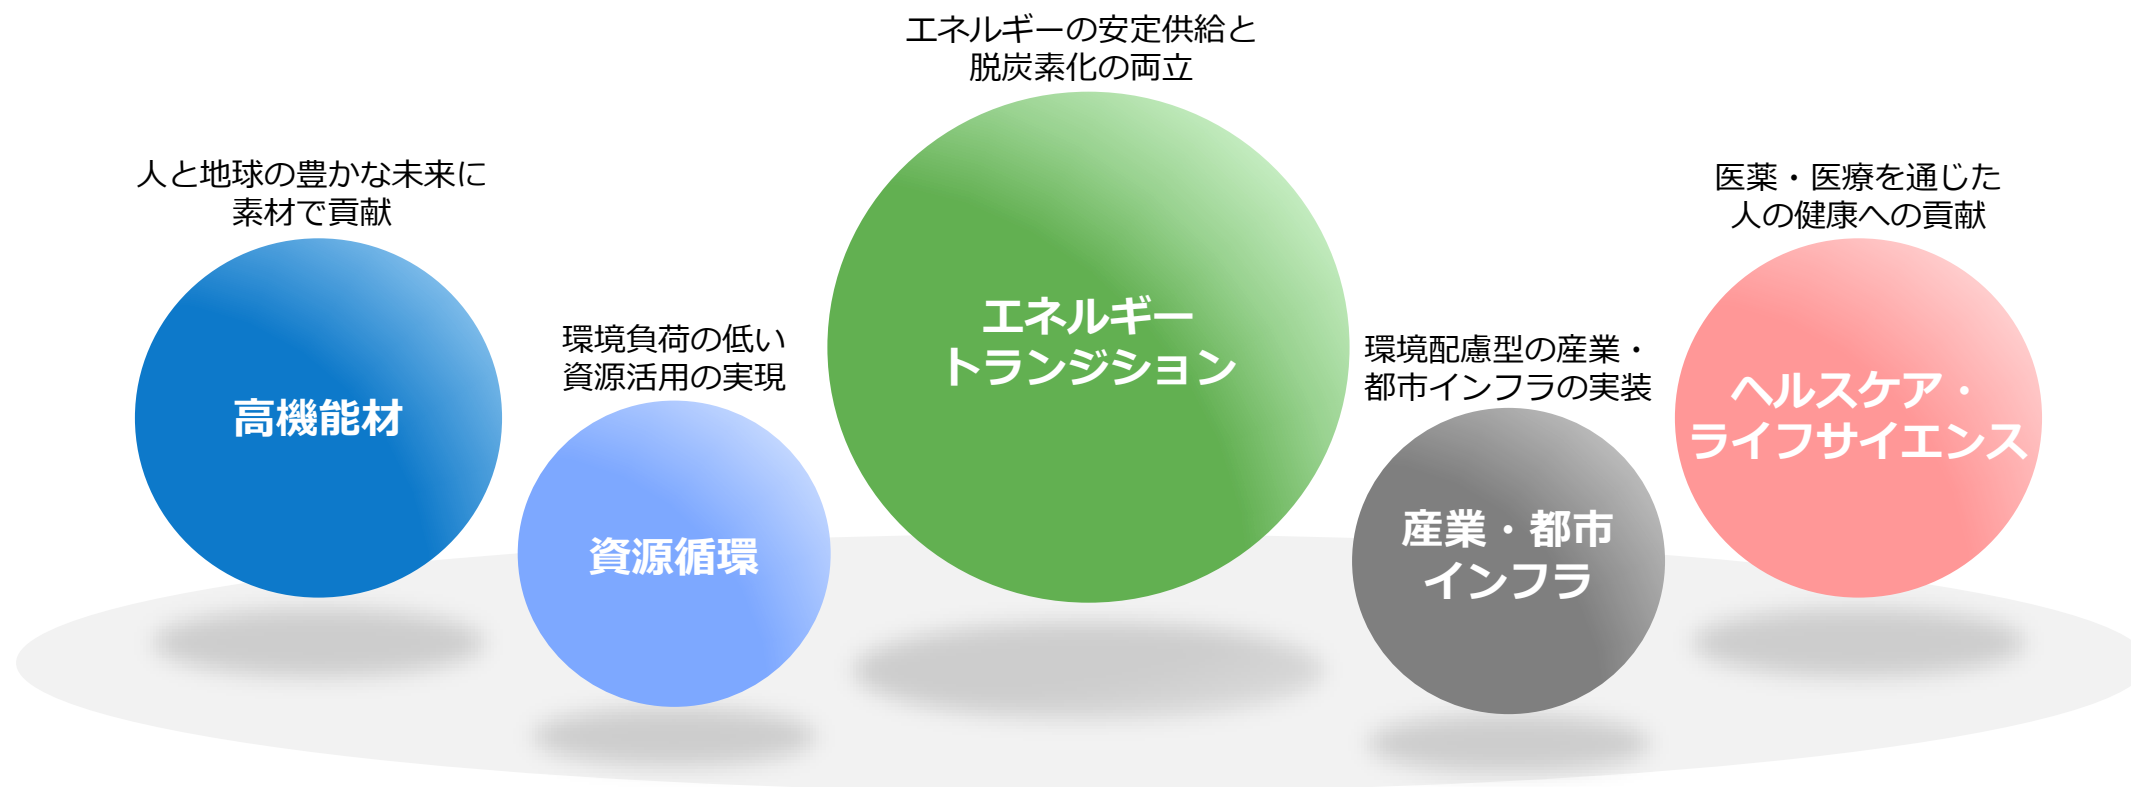 人と地球の豊かな未来に
素材で貢献
高機能材
環境負荷の低い
資源活用の実現
資源循環
エネルギーの安定供給と
脱炭素化の両立
エネルギー
トランジション
環境配慮型の産業・
都市インフラの実装
産業・都市
インフラ
医薬・医療を通じた
人の健康への貢献
ヘルスケア・
ライフサイエンス